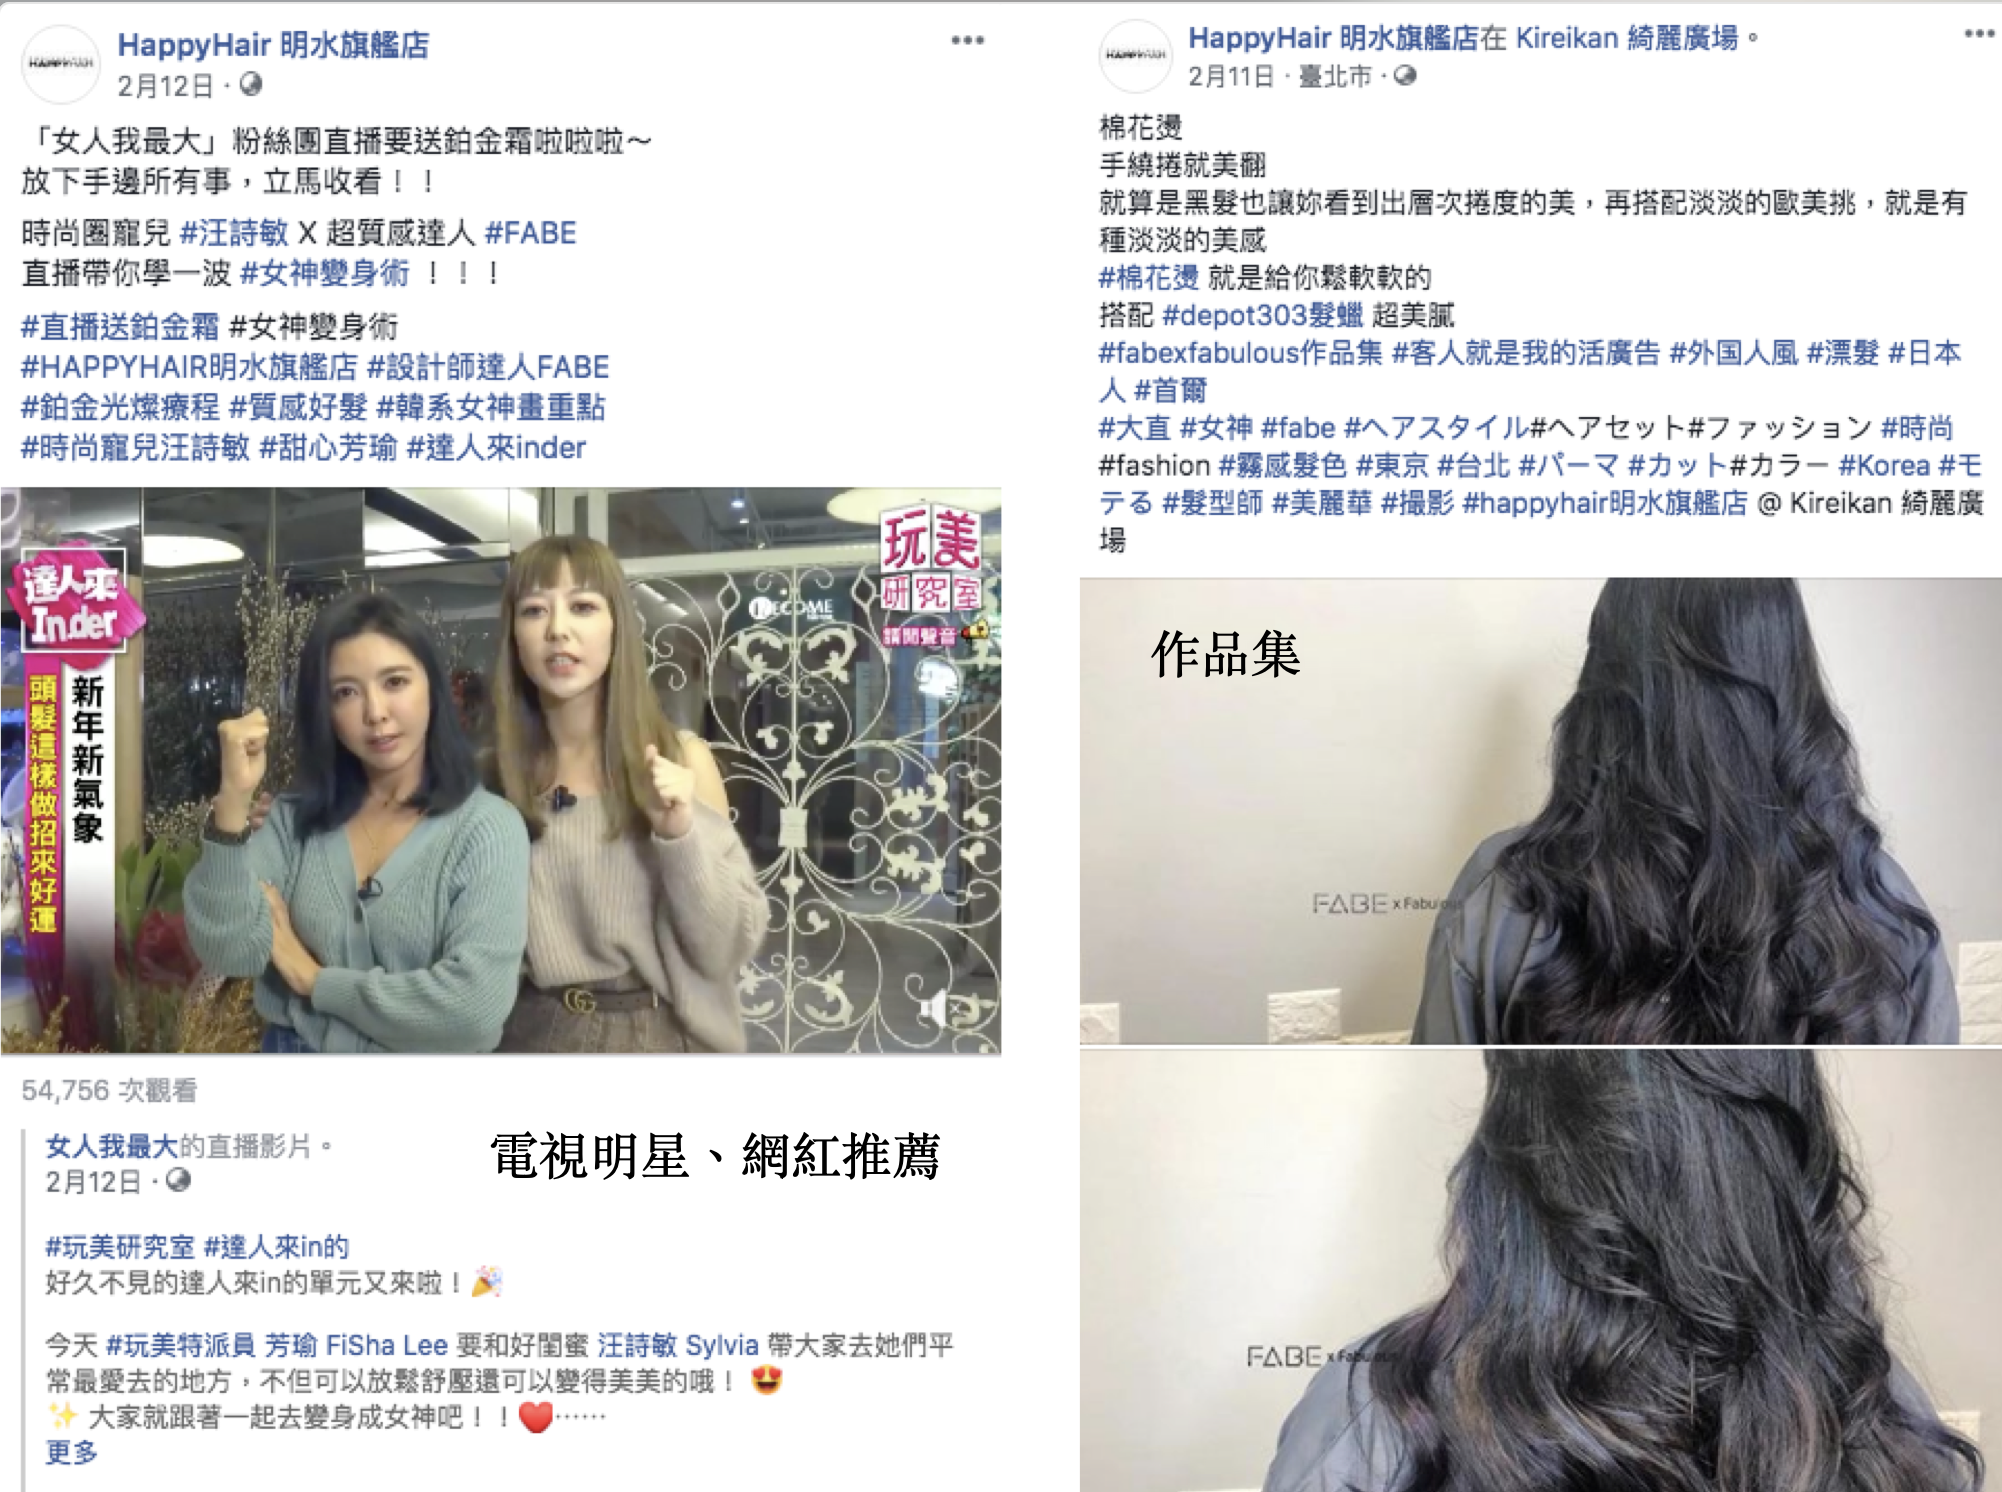 HAPPYHAIR
HappyHair 明水旗艦店
2月12日 ·
「女人我最大」粉絲團直播要送鉑金霜啦啦啦～
放下手邊所有事，立馬收看！！
時尚圈寵兒 #汪詩敏 X 超質感達人 #FABE
直播帶你學一波 #女神變身術 ！！！
#直播送鉑金霜 #女神變身術
#HAPPYHAIR明水旗艦店 #設計師達人FABE
#鉑金光燦療程 #質感好髮 #韓系女神畫重點
#時尚寵兒汪詩敏 #甜心芳瑜 #達人來inder
達人來
In.der
新年新氣象
頭髮這樣做招來好運
玩美
研究室
請開聲音
BECOME
54,756 次觀看
女人我最大的直播影片。
2月12日 ·
電視明星、網紅推薦
#玩美研究室 #達人來in的
好久不見的達人來in的單元又來啦！🎉
今天 #玩美特派員 芳瑜 FiSha Lee 要和好閨蜜 汪詩敏 Sylvia 帶大家去她們平
常最愛去的地方，不但可以放鬆舒壓還可以變得美美的哦！ 😍
✨ 大家就跟著一起去變身成女神吧！！❤️……
更多
HAPPYHAIR
HappyHair 明水旗艦店在 Kireikan 綺麗廣場。
2月11日 · 臺北市 ·
棉花燙
手繞捲就美翻
就算是黑髮也讓妳看到出層次捲度的美，再搭配淡淡的歐美挑，就是有
種淡淡的美感
#棉花燙 就是給你鬆軟軟的
搭配 #depot303髮蠟 超美膩
#fabexfabulous作品集 #客人就是我的活廣告 #外国人風 #漂髮 #日本
人 #首爾
#大直 #女神 #fabe #ヘアスタイル#ヘアセット#ファッション #時尚
#fashion #霧感髮色 #東京 #台北 #パーマ #カット#カラー #Korea #モ
テる #髮型師 #美麗華 #撮影 #happyhair明水旗艦店 @ Kireikan 綺麗廣
場
作品集
FABE x Fabulous
FABE x Fabulous